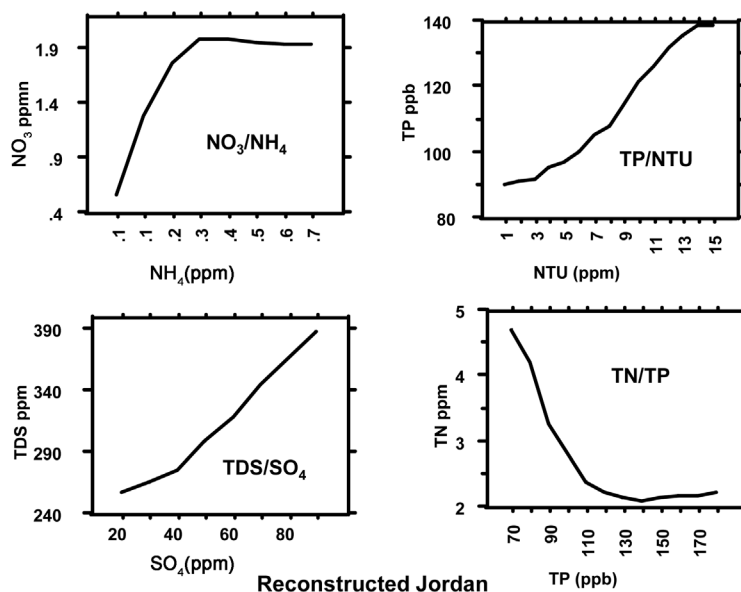 NO3 ppmn
1.9
1.4
.9
.4
NO3/NH4
.1 .1 .2 .3 .4 .5 .6 .7
NH4(ppm)
TP ppb
140
120
100
80
TP/NTU
1 3 5 7 9 11 13 15
NTU (ppm)
TDS ppm
390
340
290
240
TDS/SO4
20 40 60 80
SO4(ppm)
TN ppm
5
4
3
2
TN/TP
70 90 110 130 150 170
TP (ppb)
Reconstructed Jordan